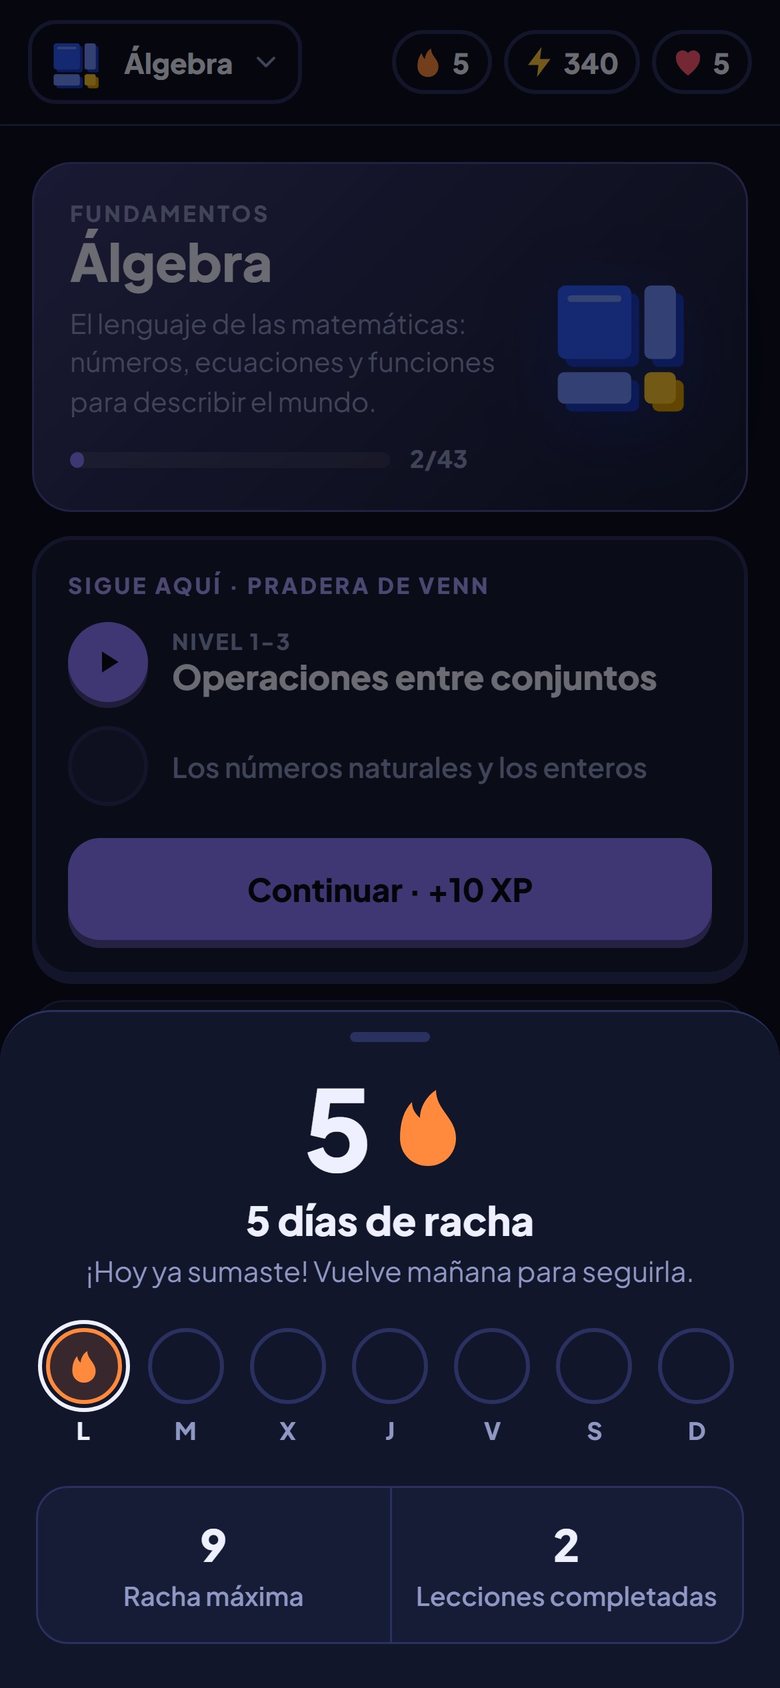 Álgebra
5
340
5
FUNDAMENTOS
Álgebra
El lenguaje de las matemáticas:
números, ecuaciones y funciones
para describir el mundo.
2/43
SIGUE AQUÍ · PRADERA DE VENN
NIVEL 1-3
Operaciones entre conjuntos
Los números naturales y los enteros
Continuar · +10 XP
5
5 días de racha
¡Hoy ya sumaste! Vuelve mañana para seguirla.
L M X J V S D
9
Racha máxima
2
Lecciones completadas